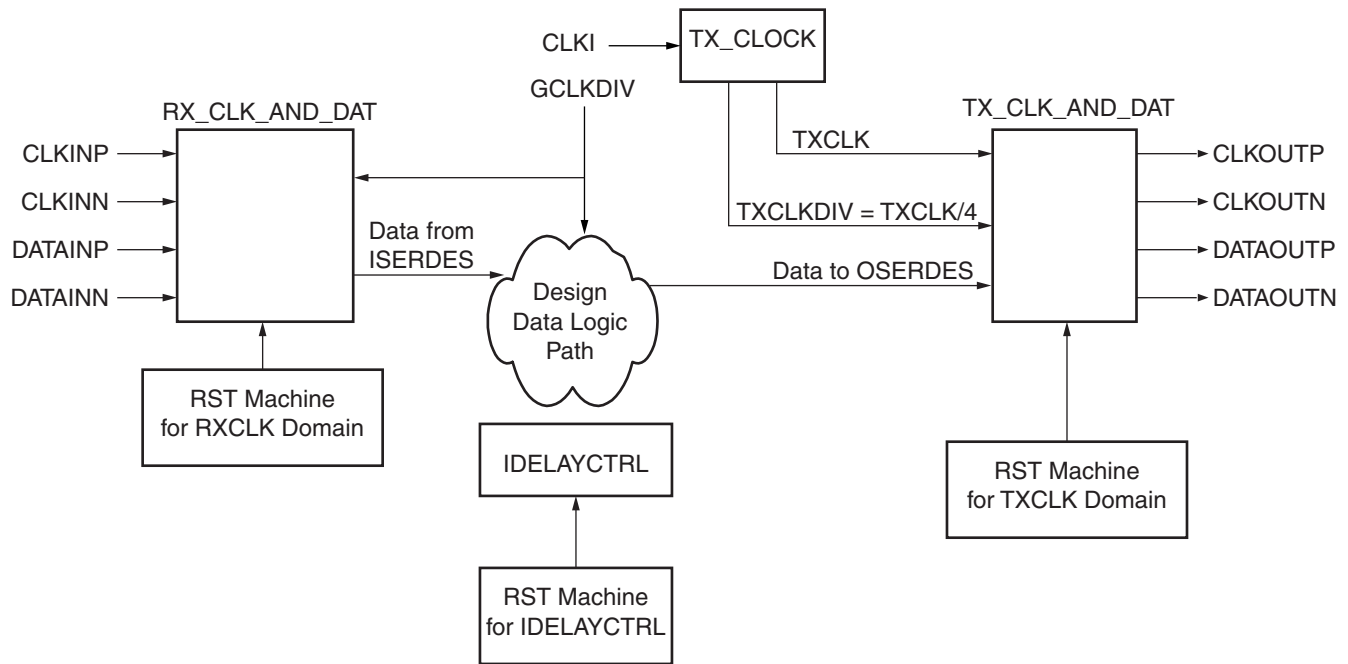 CLKI
TX_CLOCK
GCLKDIV
RX_CLK_AND_DAT
TX_CLK_AND_DAT
CLKINP
CLKINN
DATAINP
DATAINN
TXCLK
TXCLKDIV = TXCLK/4
Data from
ISERDES
Data to OSERDES
CLKOUTP
CLKOUTN
DATAOUTP
DATAOUTN
Design
Data Logic
Path
RST Machine
for RXCLK Domain
IDELAYCTRL
RST Machine
for TXCLK Domain
RST Machine
for IDELAYCTRL